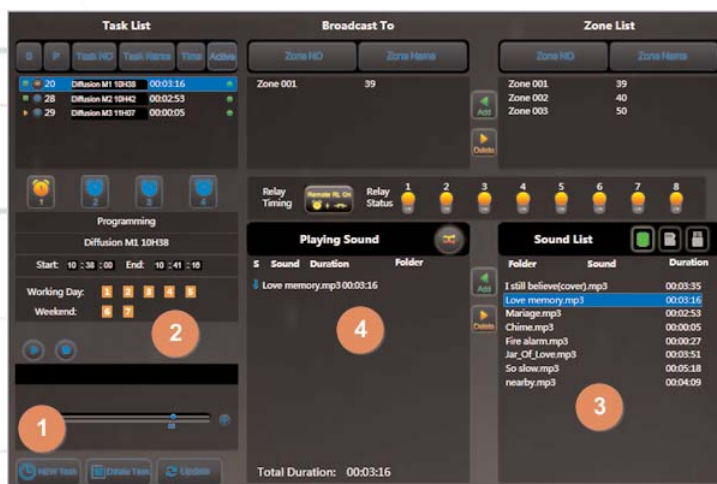 Task List
S P Task NO Task Name Time Active
20 Diffusion M1 10H38 00:03:16
28 Diffusion M2 10H42 00:02:53
29 Diffusion M3 11H07 00:00:05
1 2 3 4
Programming
Diffusion M1 10H38
Start: 10 : 38 : 00 End: 10 : 41 : 16
Working Day: 1 2 3 4 5
Weekend: 6 7
2
1
NEW Task Delete Task Update
Broadcast To
Zone NO Zone Name
Zone 001 39
Add
Delete
Zone List
Zone NO Zone Name
Zone 001 39
Zone 002 40
Zone 003 50
Relay Timing Remote RL On Relay Status 1 2 3 4 5 6 7 8
Playing Sound
S Sound Duration Folder
Love memory.mp3 00:03:16
4
Total Duration: 00:03:16
Add
Delete
Sound List
Folder Sound Duration
I still believe(cover).mp3 00:03:35
Love memory.mp3 00:03:16
Mariage.mp3 00:02:53
Chime.mp3 00:00:05
Fire alarm.mp3 00:00:27
Jar_Of_Love.mp3 00:03:51
So slow.mp3 00:05:18
nearby.mp3 00:04:09
3